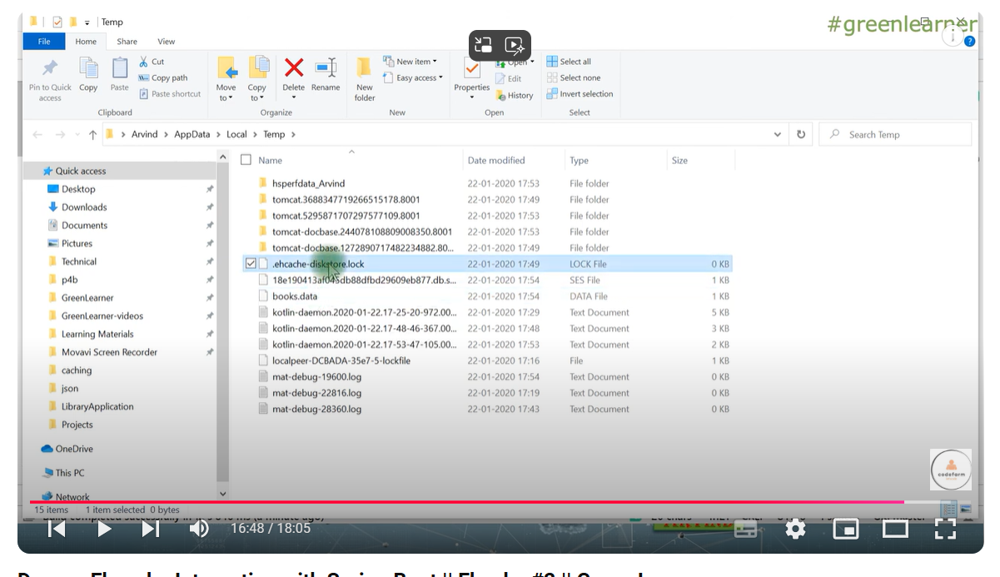 Temp
#greenlearner
File Home Share View
Pin to Quick access
Copy
Paste
Cut
Copy path
Paste shortcut
Move to
Copy to
Delete
Rename
New folder
New item
Easy access
Properties
Open
Edit
History
Select all
Select none
Invert selection
Clipboard Organize New Open Select
Arvind > AppData > Local > Temp >
Search Temp
Quick access
Desktop
Downloads
Documents
Pictures
Technical
p4b
GreenLearner
GreenLearner-videos
Learning Materials
Movavi Screen Recorder
caching
json
LibraryApplication
Projects
OneDrive
This PC
Network
Name Date modified Type Size
hsperfdata_Arvind 22-01-2020 17:53 File folder
tomcat.3688347719266515178.8001 22-01-2020 17:49 File folder
tomcat.5295871707297577109.8001 22-01-2020 17:53 File folder
tomcat-docbase.244078108809008350.8001 22-01-2020 17:53 File folder
tomcat-docbase.1272890717482234882.80... 22-01-2020 17:49 File folder
.ehcache-diskstore.lock 22-01-2020 17:49 LOCK File 0 KB
18e190413af045db88dfbd29609eb877.db.s... 22-01-2020 17:54 SES File 1 KB
books.data 22-01-2020 17:54 DATA File 1 KB
kotlin-daemon.2020-01-22.17-25-20-972.00... 22-01-2020 17:29 Text Document 5 KB
kotlin-daemon.2020-01-22.17-48-46-367.00... 22-01-2020 17:48 Text Document 3 KB
kotlin-daemon.2020-01-22.17-53-47-105.00... 22-01-2020 17:53 Text Document 2 KB
localpeer-DCBADA-35e7-5-lockfile 22-01-2020 17:16 File 1 KB
mat-debug-19600.log 22-01-2020 17:54 Text Document 0 KB
mat-debug-22816.log 22-01-2020 17:19 Text Document 0 KB
mat-debug-28360.log 22-01-2020 17:43 Text Document 0 KB
codefarm
15 items 1 item selected 0 bytes
16:48 / 18:05